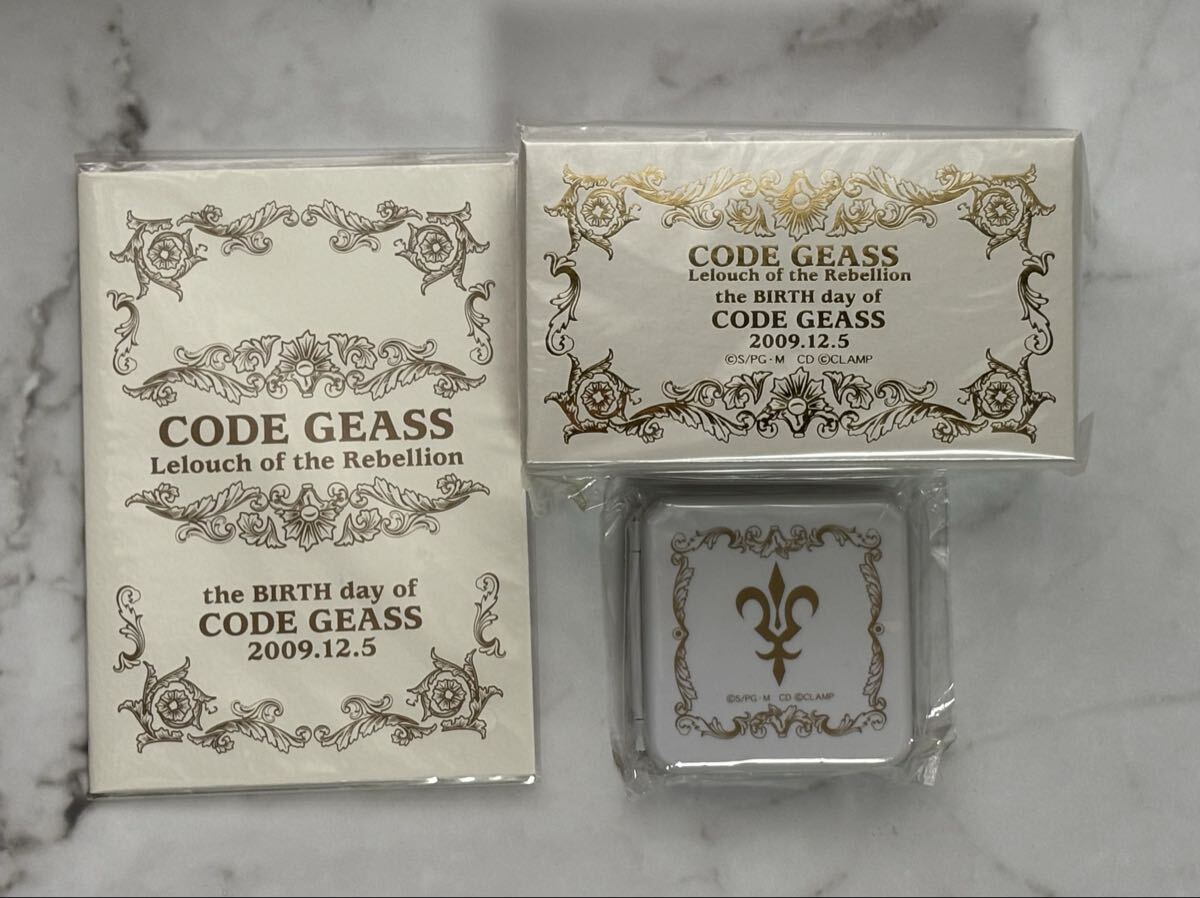 CODE GEASS
Lelouch of the Rebellion
the BIRTH day of
CODE GEASS
2009.12.5
CODE GEASS
Lelouch of the Rebellion
the BIRTH day of
CODE GEASS
2009.12.5
©S/PG・M CD ©CLAMP
©S/PG・M CD ©CLAMP